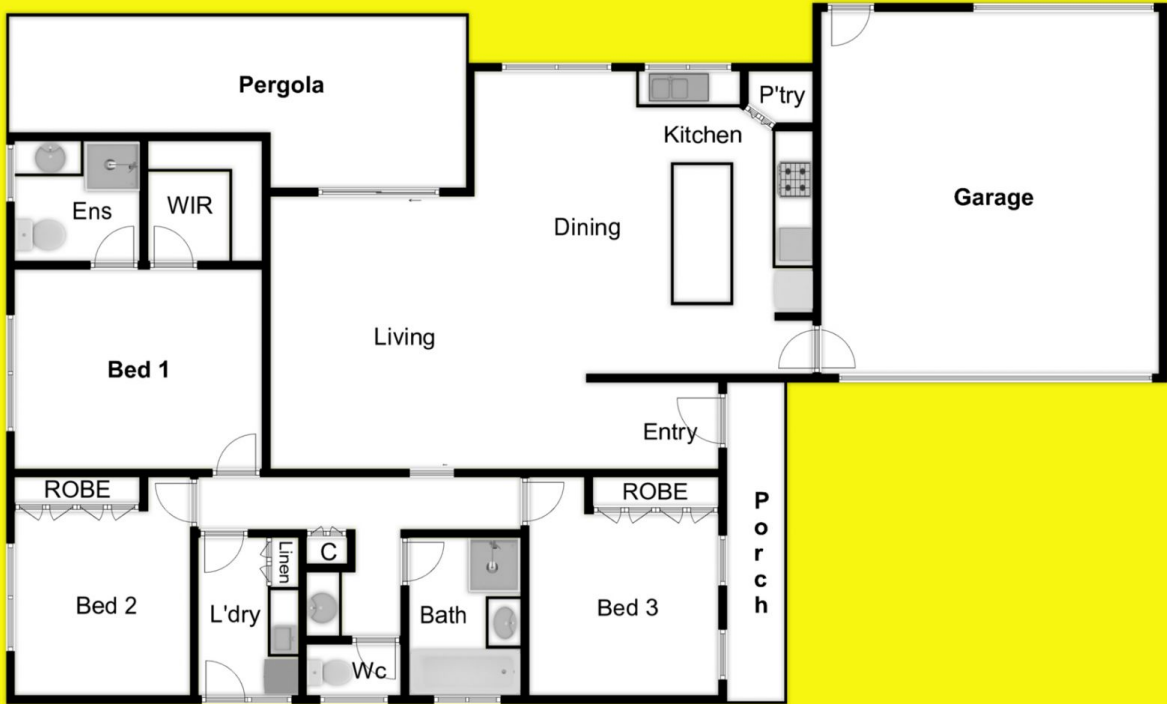 Pergola
P'try
Kitchen
Ens
WIR
Garage
Dining
Living
Bed 1
Entry
ROBE
ROBE
Porch
C
Linen
Bed 2
L'dry
Bath
Bed 3
Wc